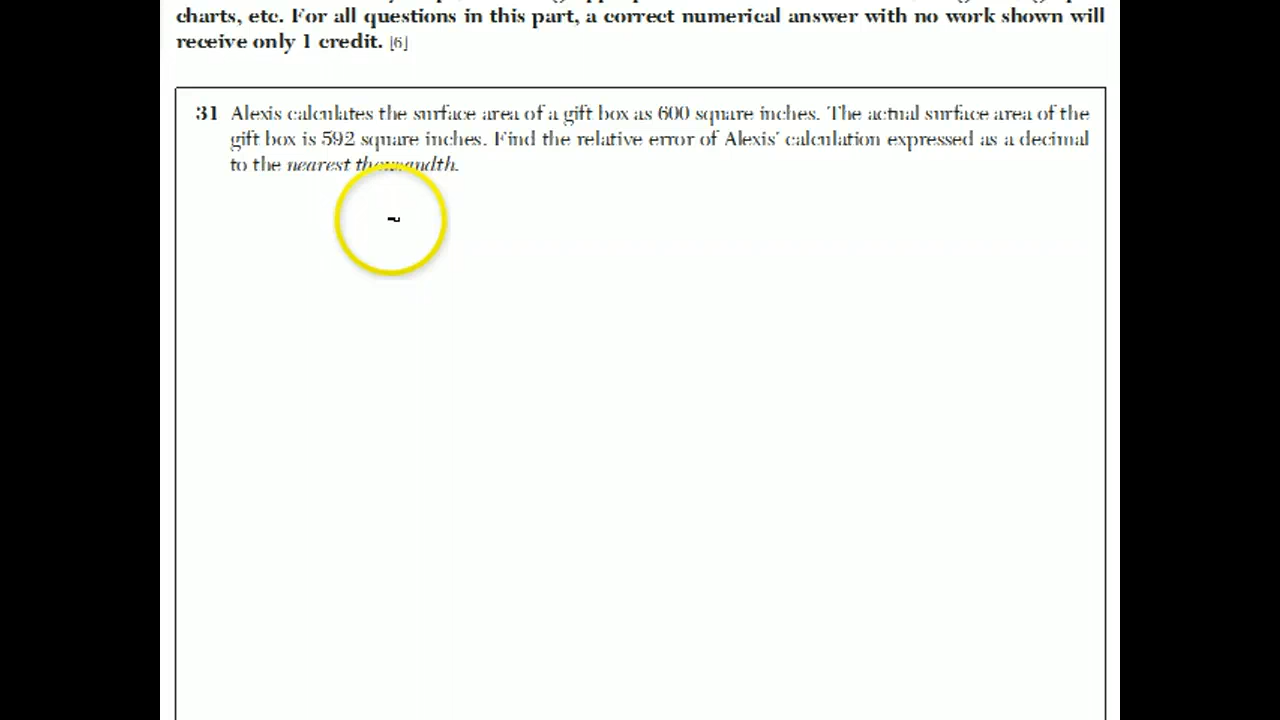 charts, etc. For all questions in this part, a correct numerical answer with no work shown will
receive only 1 credit. [6]
31 Alexis calculates the surface area of a gift box as 600 square inches. The actual surface area of the
gift box is 592 square inches. Find the relative error of Alexis' calculation expressed as a decimal
to the nearest thousandth.